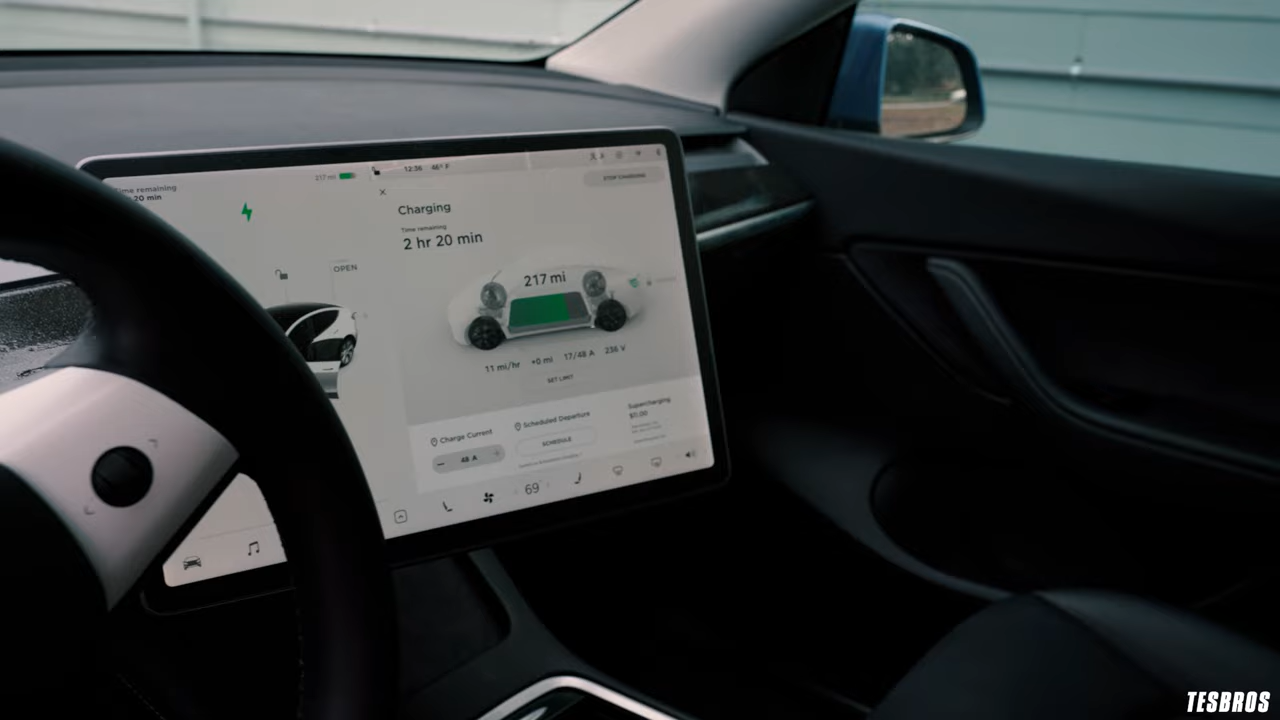 Time remaining
20 min
217 mi
12:36 46° F
STOP CHARGING
Charging
Time remaining
2 hr 20 min
OPEN
217 mi
11 mi/hr +0 mi 17/48 A 236 V
SET LIMIT
Charge Current
48 A
Scheduled Departure
SCHEDULE
Supercharging
$0.00
69
TESBROS